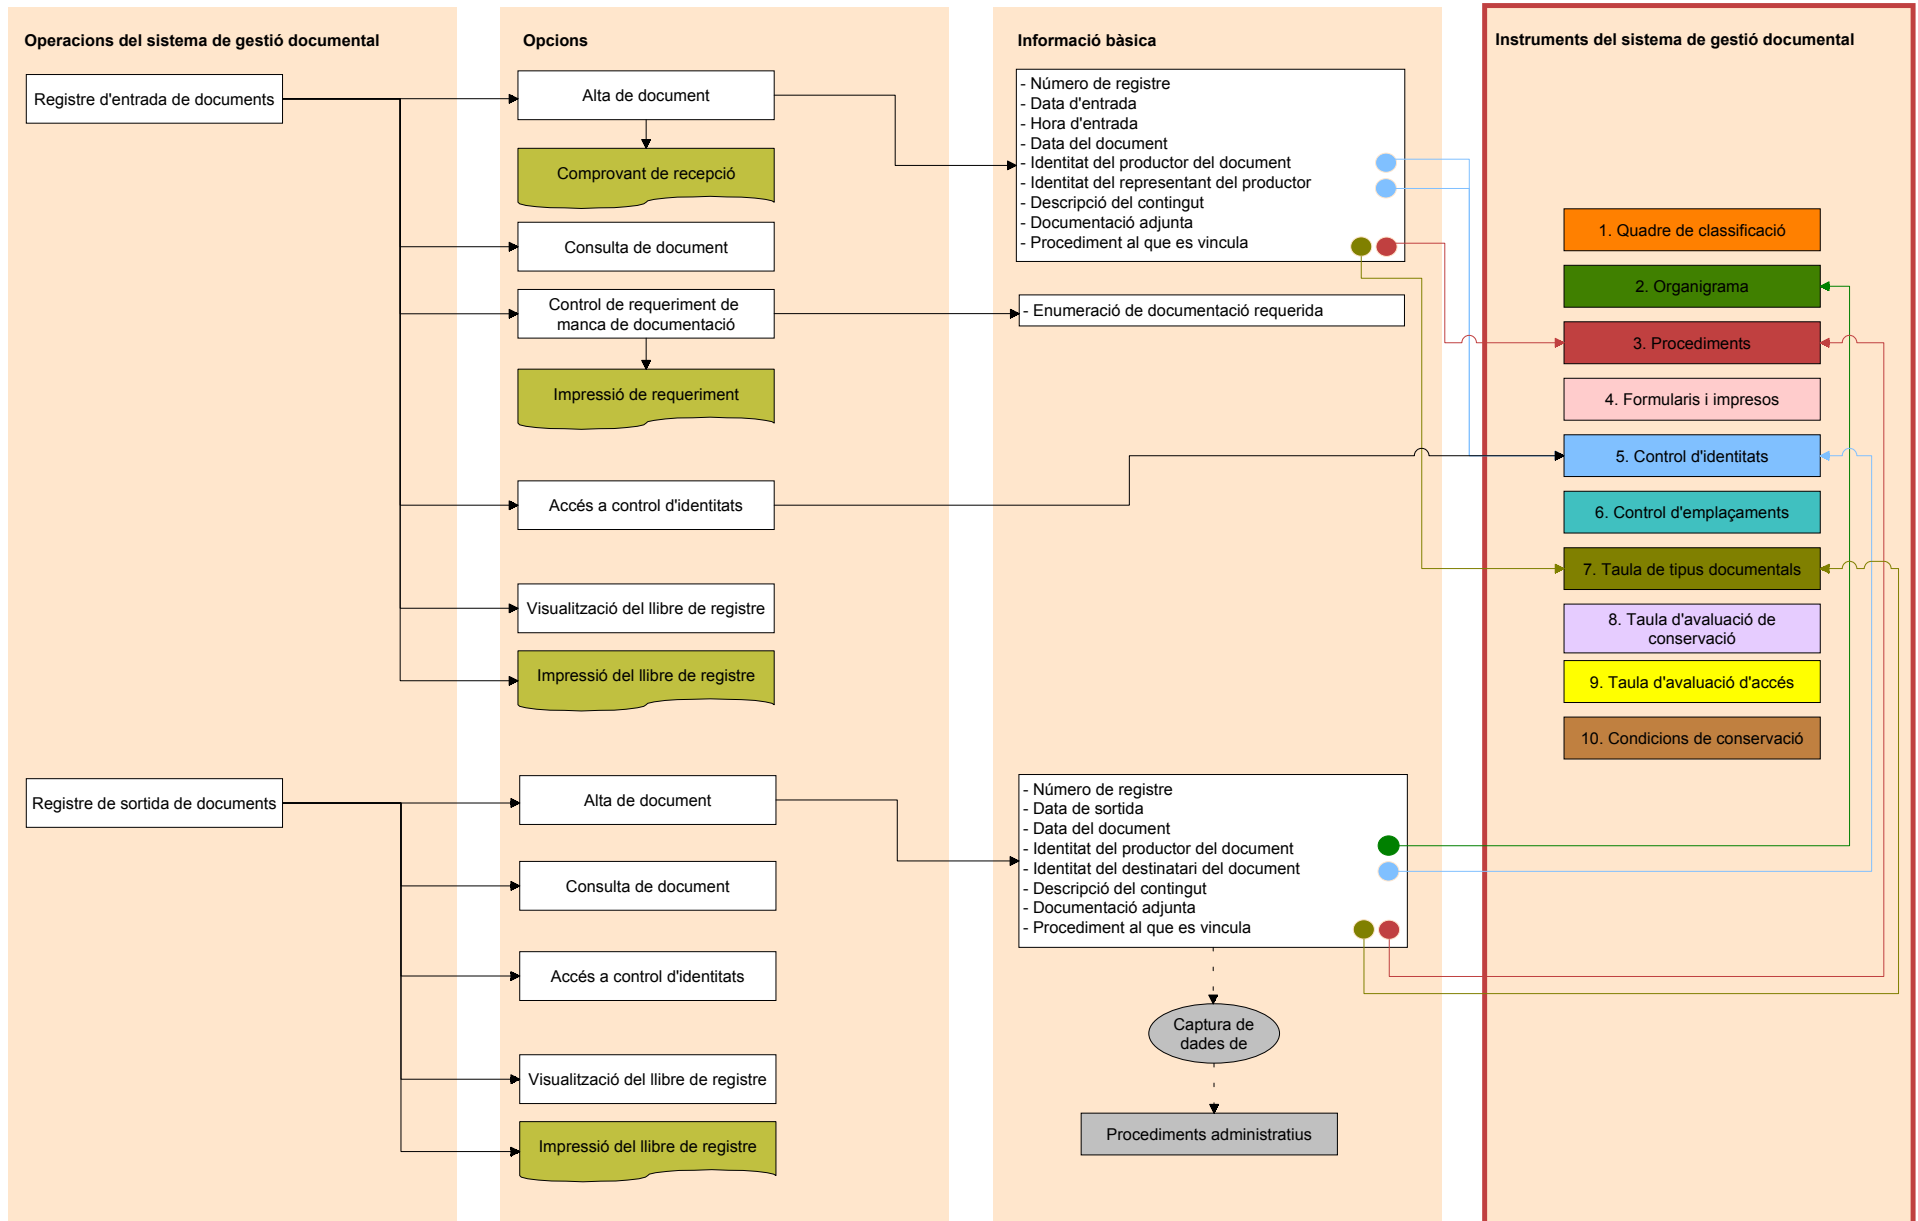 Operacions del sistema de gestió documental
Registre d'entrada de documents
Registre de sortida de documents
Opcions
Alta de document
Comprovant de recepció
Consulta de document
Control de requeriment de
manca de documentació
Impressió de requeriment
Accés a control d'identitats
Visualització del llibre de registre
Impressió del llibre de registre
Alta de document
Consulta de document
Accés a control d'identitats
Visualització del llibre de registre
Impressió del llibre de registre
Informació bàsica
- Número de registre
- Data d'entrada
- Hora d'entrada
- Data del document
- Identitat del productor del document
- Identitat del representant del productor
- Descripció del contingut
- Documentació adjunta
- Procediment al que es vincula
- Enumeració de documentació requerida
- Número de registre
- Data de sortida
- Data del document
- Identitat del productor del document
- Identitat del destinatari del document
- Descripció del contingut
- Documentació adjunta
- Procediment al que es vincula
Captura de
dades de
Procediments administratius
Instruments del sistema de gestió documental
1. Quadre de classificació
2. Organigrama
3. Procediments
4. Formularis i impresos
5. Control d'identitats
6. Control d'emplaçaments
7. Taula de tipus documentals
8. Taula d'avaluació de
conservació
9. Taula d'avaluació d'accés
10. Condicions de conservació